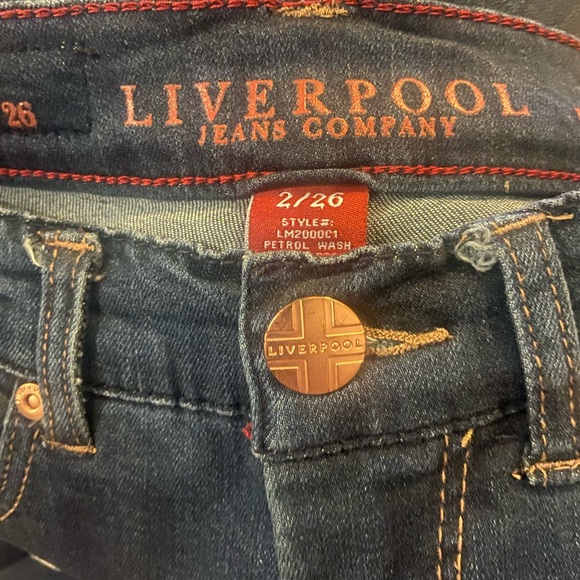 26
LIVERPOOL
JEANS COMPANY
2/26
STYLE#:
LM2000C1
PETROL WASH
LIVERPOOL